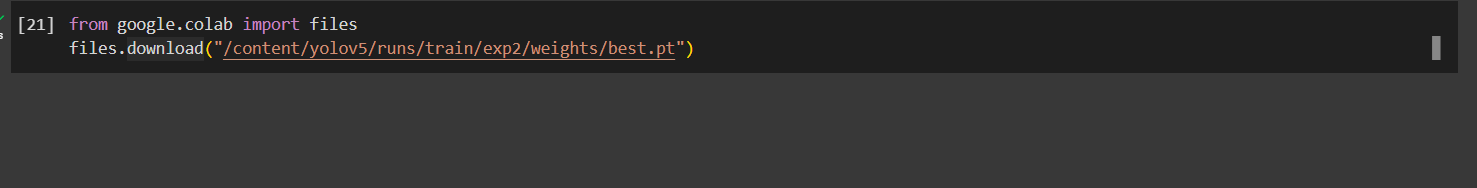 [21] from google.colab import files
files.download("/content/yolov5/runs/train/exp2/weights/best.pt")
s